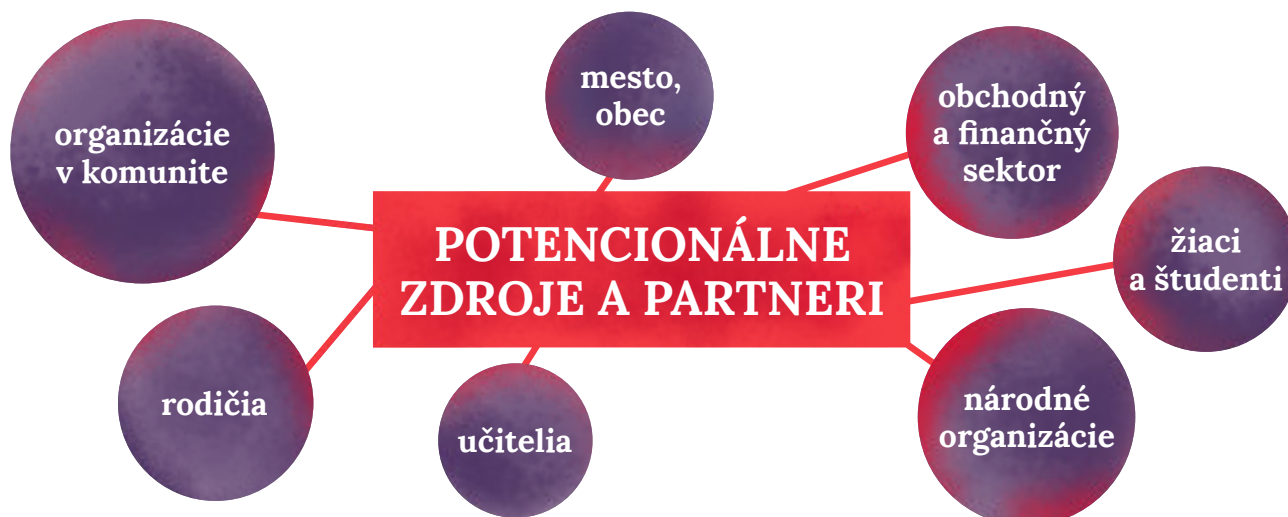 organizácie
v komunite
mesto,
obec
obchodný
a finančný
sektor
žiaci
a študenti
POTENCIONÁLNE
ZDROJE A PARTNERI
rodičia
učitelia
národné
organizácie